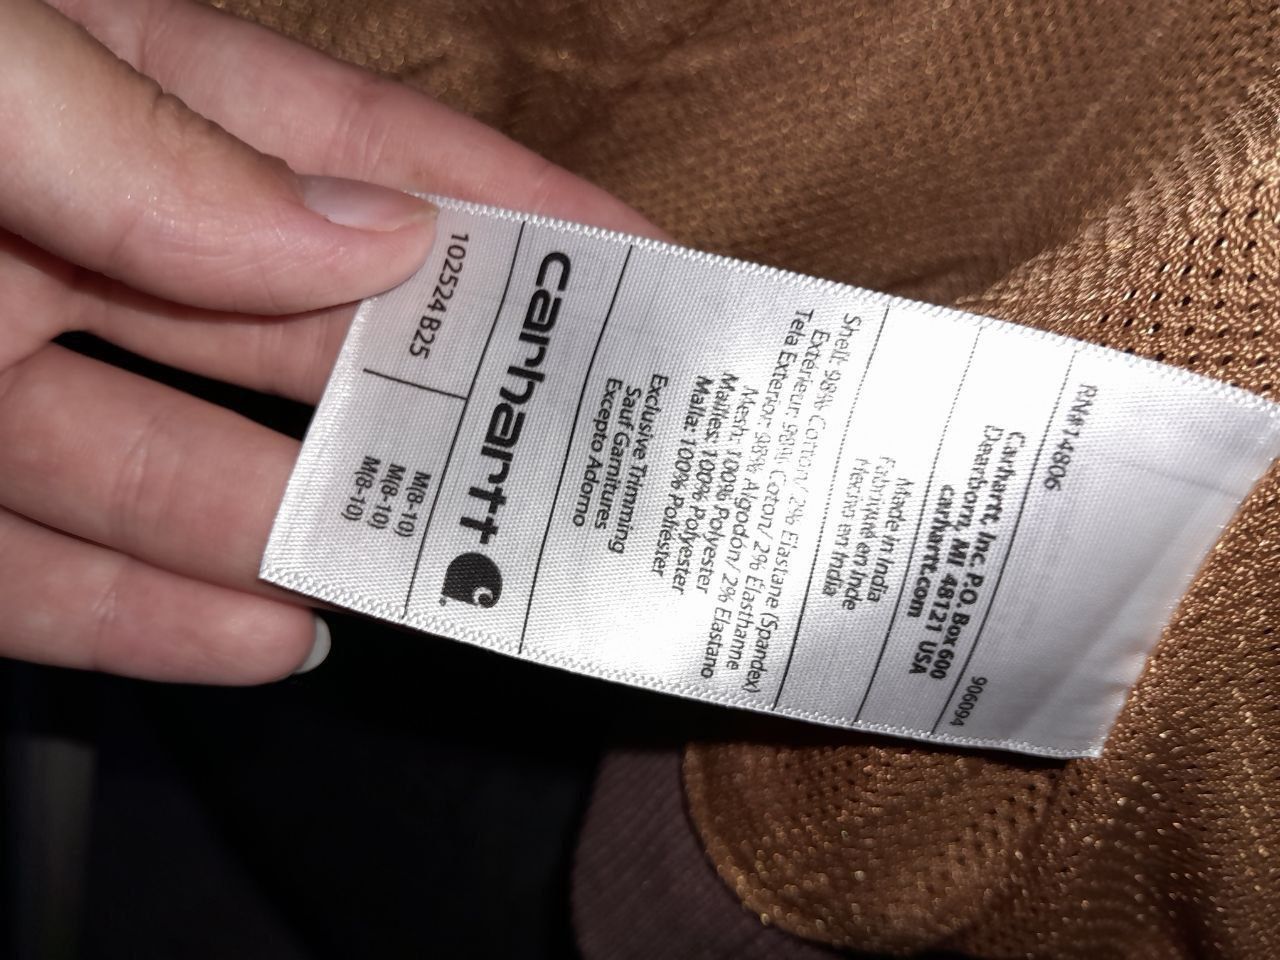 102524 B25
M(8-10)
M(8-10)
M(8-10)
carhartt
Exclusive Trimming
Sauf Garnitures
Excepto Adorno
Shell: 98% Cotton/ 2% Elastane (Spandex)
Extérieur: 98% Coton/ 2% Élasthanne
Tela Exterior: 98% Algodon/ 2% Elastano
Mesh: 100% Polyester
Mailles: 100% Polyester
Malla: 100% Poliester
Made in India
Fabriqué en Inde
Hecho en India
Carhartt, Inc. P.O. Box 600
Dearborn, MI 48121 USA
carhartt.com
RN#14806
906094